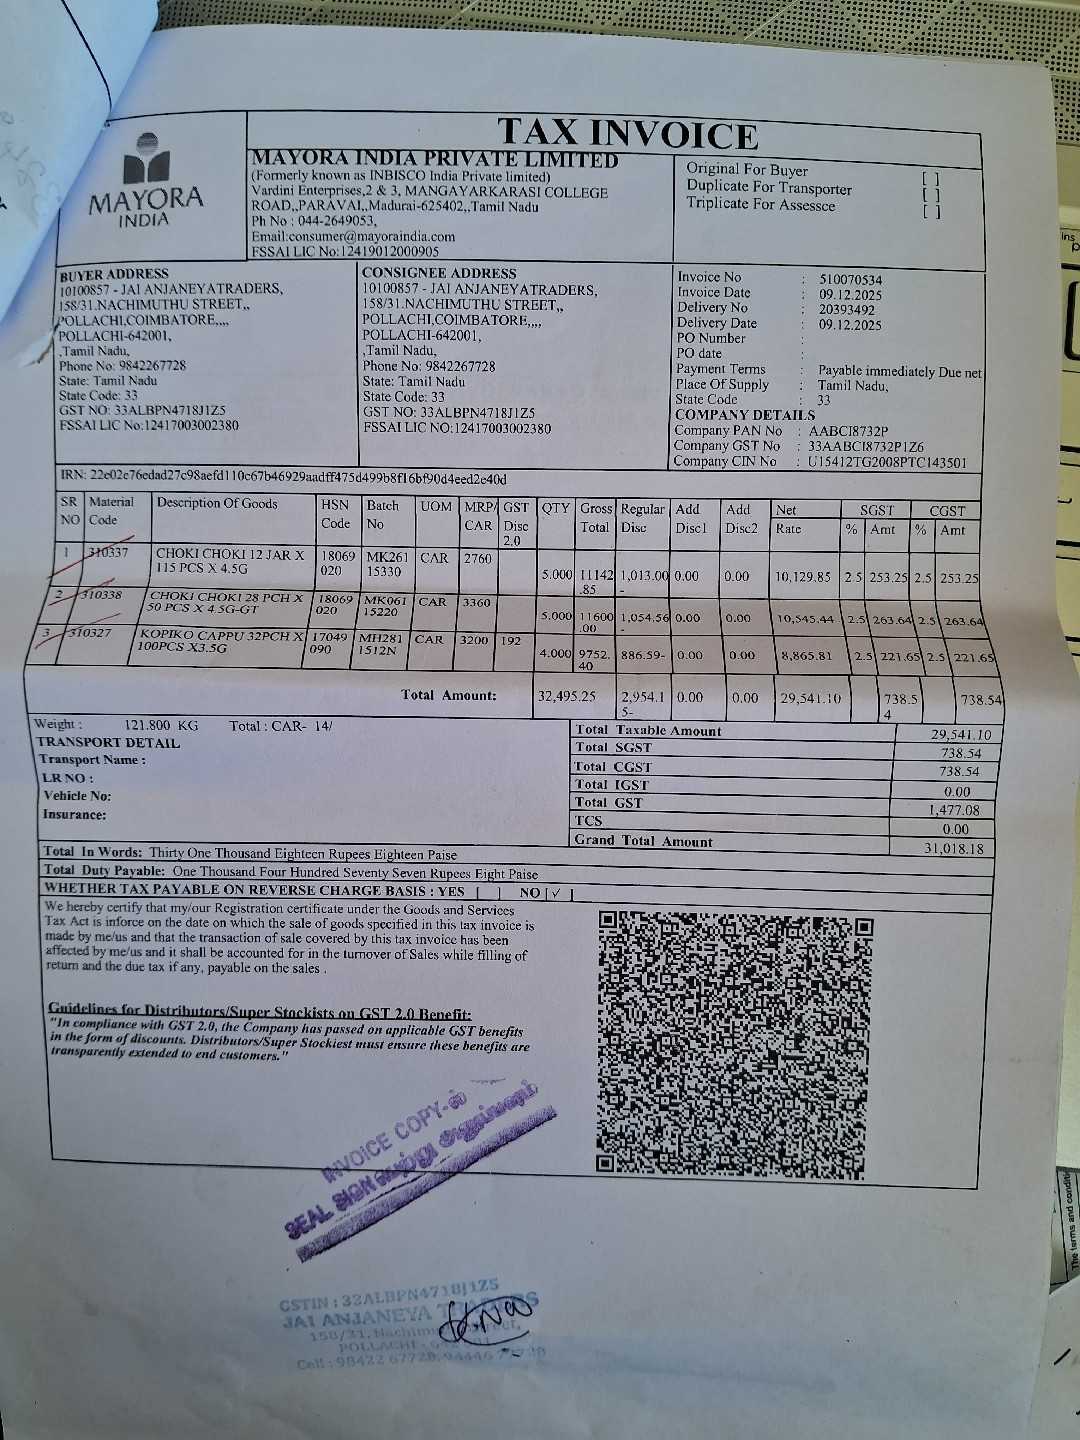 TAX INVOICE
MAYORA
INDIA
MAYORA INDIA PRIVATE LIMITED
(Formerly known as INBISCO India Private limited)
Vardini Enterprises,2 & 3, MANGAYARKARASI COLLEGE
ROAD,,PARAVAI,,Madurai-625402,,Tamil Nadu
Ph No : 044-2649053,
Email:consumer@mayoraindia.com
FSSAI LIC No:12419012000905
Original For Buyer [ ]
Duplicate For Transporter [ ]
Triplicate For Assessce [ ]
BUYER ADDRESS
10100857 - JAI ANJANEYATRADERS,
158/31.NACHIMUTHU STREET,,
POLLACHI,COIMBATORE,,,,
POLLACHI-642001,
,Tamil Nadu,
Phone No: 9842267728
State: Tamil Nadu
State Code: 33
GST NO: 33ALBPN4718J1Z5
FSSAI LIC No:12417003002380
CONSIGNEE ADDRESS
10100857 - JAI ANJANEYATRADERS,
158/31.NACHIMUTHU STREET,,
POLLACHI,COIMBATORE,,,,
POLLACHI-642001,
,Tamil Nadu,
Phone No: 9842267728
State: Tamil Nadu
State Code: 33
GST NO: 33ALBPN4718J1Z5
FSSAI LIC No:12417003002380
Invoice No : 510070534
Invoice Date : 09.12.2025
Delivery No : 20393492
Delivery Date : 09.12.2025
PO Number :
PO date :
Payment Terms : Payable immediately Due net
Place Of Supply : Tamil Nadu,
State Code : 33
COMPANY DETAILS
Company PAN No : AABCI8732P
Company GST No : 33AABCI8732P1Z6
Company CIN No : U15412TG2008PTC143501
IRN: 22e02c76edad27c98aefd110c67b46929aadff475d499b8f16bf90d4eed2e40d
SR NO Material Code Description Of Goods HSN Code Batch No UOM MRP/ CAR GST Disc 2.0 QTY Gross Total Regular Disc Add Disc1 Add Disc2 Net Rate SGST % Amt CGST % Amt
1 310337 CHOKI CHOKI 12 JAR X 115 PCS X 4.5G 18069 020 MK261 15330 CAR 2760 5.000 11142 .85 1,013.00 - 0.00 0.00 10,129.85 2.5 253.25 2.5 253.25
2 310338 CHOKI CHOKI 28 PCH X 50 PCS X 4.5G-GT 18069 020 MK061 15220 CAR 3360 5.000 11600 .00 1,054.56 - 0.00 0.00 10,545.44 2.5 263.64 2.5 263.64
3 310327 KOPIKO CAPPU 32PCH X 100PCS X3.5G 17049 090 MH281 1512N CAR 3200 192 4.000 9752. 40 886.59- 0.00 0.00 8,865.81 2.5 221.65 2.5 221.65
Total Amount: 32,495.25 2,954.1 5- 0.00 0.00 29,541.10 738.5 4 738.54
Weight : 121.800 KG Total : CAR- 14/
TRANSPORT DETAIL
Transport Name :
LR NO :
Vehicle No:
Insurance:
Total Taxable Amount 29,541.10
Total SGST 738.54
Total CGST 738.54
Total IGST 0.00
Total GST 1,477.08
TCS 0.00
Grand Total Amount 31,018.18
Total In Words: Thirty One Thousand Eighteen Rupees Eighteen Paise
Total Duty Payable: One Thousand Four Hundred Seventy Seven Rupees Eight Paise
WHETHER TAX PAYABLE ON REVERSE CHARGE BASIS : YES [ ] NO [✓ ]
We hereby certify that my/our Registration certificate under the Goods and Services
Tax Act is inforce on the date on which the sale of goods specified in this tax invoice is
made by me/us and that the transaction of sale covered by this tax invoice has been
affected by me/us and it shall be accounted for in the turnover of Sales while filling of
return and the due tax if any, payable on the sales .
Guidelines for Distributors/Super Stockists on GST 2.0 Benefit:
"In compliance with GST 2.0, the Company has passed on applicable GST benefits
in the form of discounts. Distributors/Super Stockiest must ensure these benefits are
transparently extended to end customers."
INVOICE COPY-ல்
SEAL SIGN வாங்கி அனுப்பவும்
GSTIN : 33ALBPN4718J1Z5
JAI ANJANEYA TRADERS
158/31, Nachimuthu Street,
POLLACHI - 642 001
Cell : 98422 67728, 94446
The terms and conditi